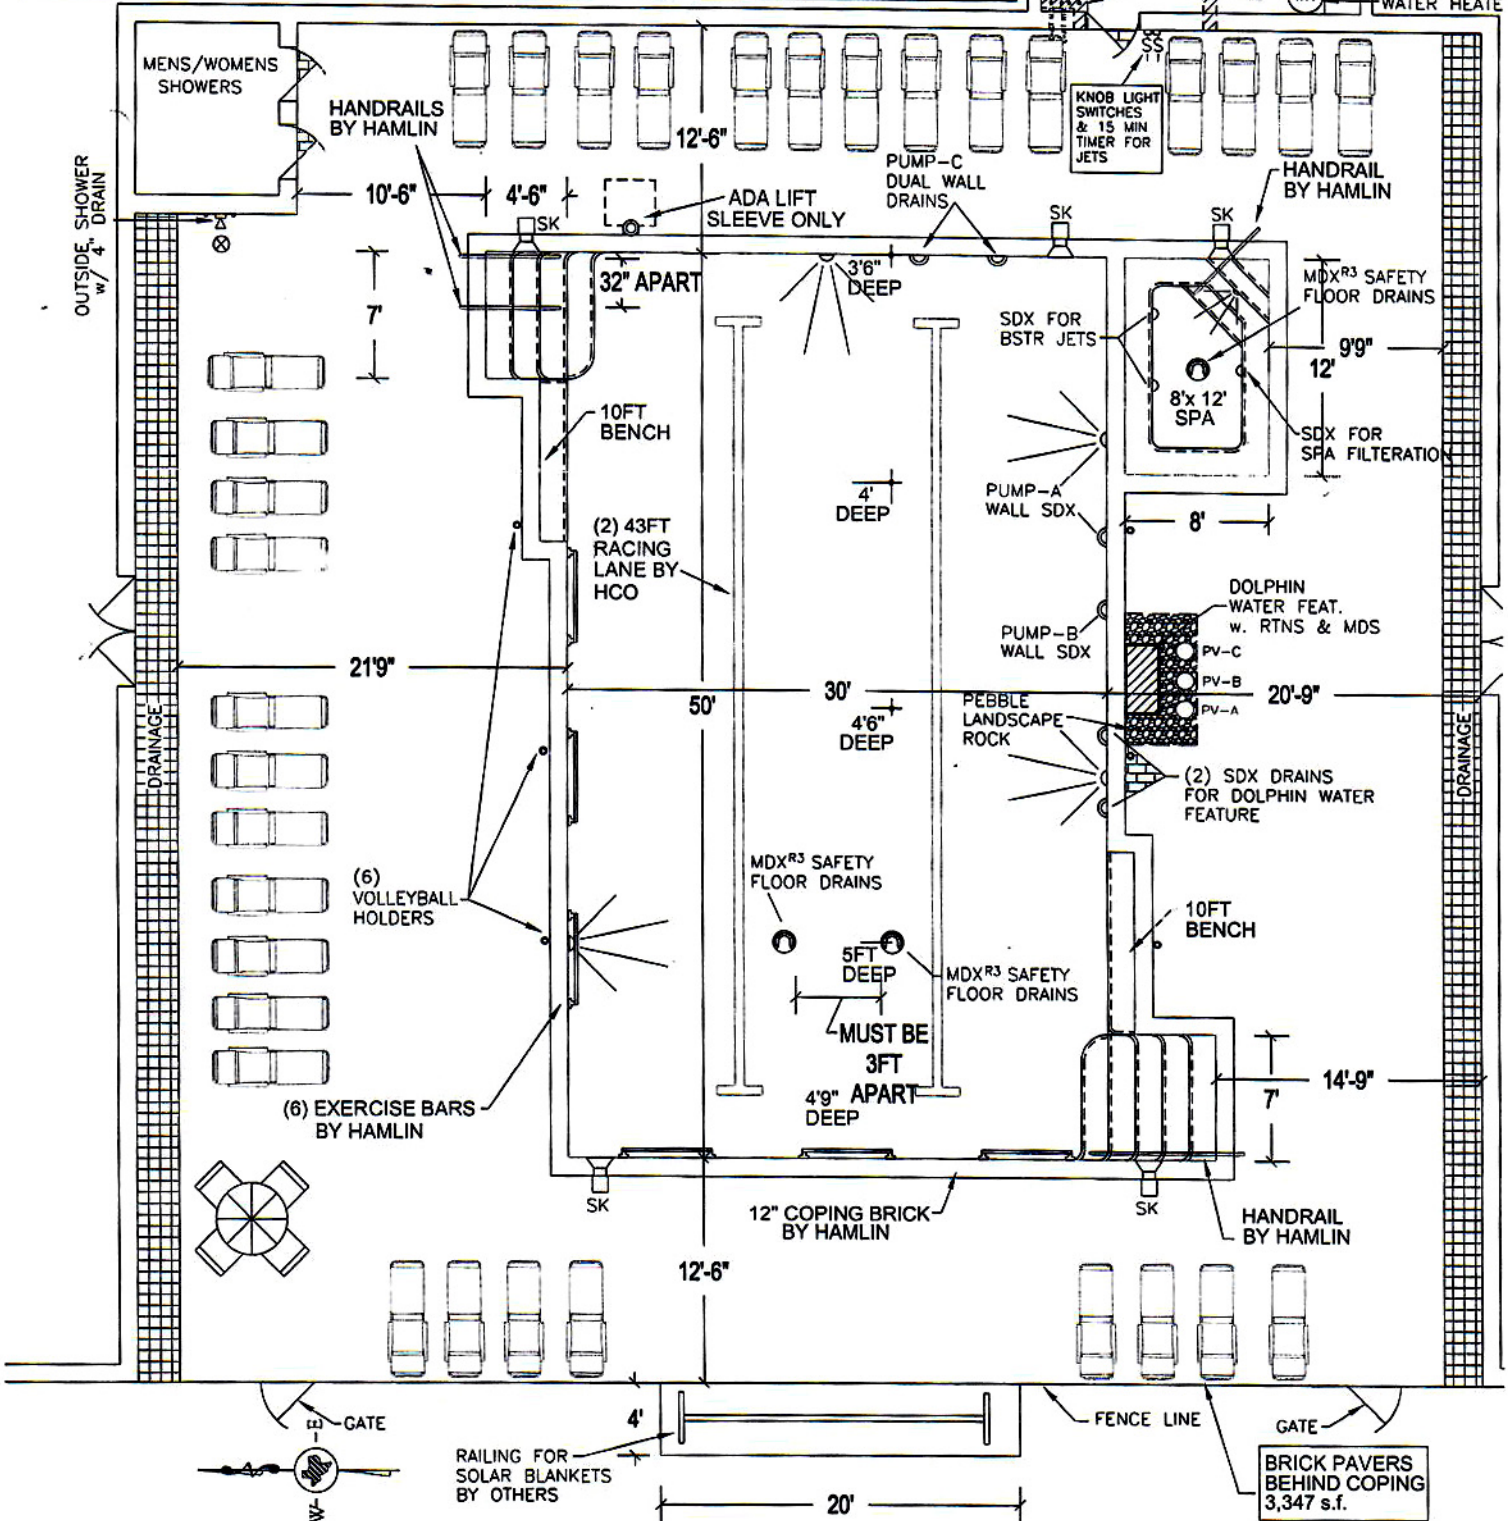 WATER HEATE
MENS/WOMENS
SHOWERS
HANDRAILS
BY HAMLIN
12'-6"
SS
KNOB LIGHT
SWITCHES
& 15 MIN
TIMER FOR
JETS
PUMP-C
DUAL WALL
DRAINS
HANDRAIL
BY HAMLIN
OUTSIDE SHOWER
w/ 4" DRAIN
10'-6"
4'-6"
ADA LIFT
SLEEVE ONLY
SK
SK
SK
7'
32" APART
3'6"
DEEP
MDXR3 SAFETY
FLOOR DRAINS
SDX FOR
BSTR JETS
9'9"
12'
8'x 12'
SPA
10FT
BENCH
SDX FOR
SPA FILTERATION
4'
DEEP
PUMP-A
WALL SDX
8'
(2) 43FT
RACING
LANE BY
HCO
DOLPHIN
WATER FEAT.
w. RTNS & MDS
PUMP-B
WALL SDX
PV-C
PV-B
PV-A
21'9"
30'
50'
20'-9"
PEBBLE
LANDSCAPE
ROCK
4'6"
DEEP
DRAINAGE
DRAINAGE
(2) SDX DRAINS
FOR DOLPHIN WATER
FEATURE
MDXR3 SAFETY
FLOOR DRAINS
(6)
VOLLEYBALL
HOLDERS
10FT
BENCH
5FT
DEEP
MDXR3 SAFETY
FLOOR DRAINS
MUST BE
3FT
APART
14'-9"
7'
4'9"
DEEP
(6) EXERCISE BARS
BY HAMLIN
SK
SK
12" COPING BRICK
BY HAMLIN
HANDRAIL
BY HAMLIN
12'-6"
GATE
4'
FENCE LINE
GATE
E
W
RAILING FOR
SOLAR BLANKETS
BY OTHERS
BRICK PAVERS
BEHIND COPING
3,347 s.f.
20'